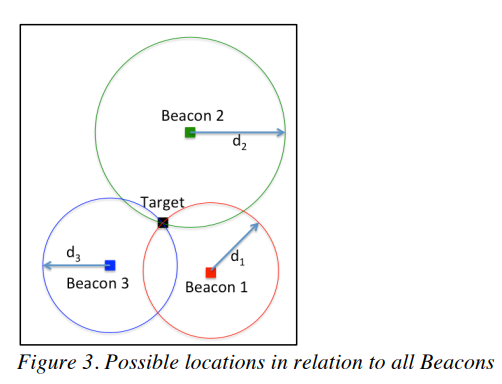 Beacon 2
d2
Target
d3
d1
Beacon 3
Beacon 1
Figure 3. Possible locations in relation to all Beacons